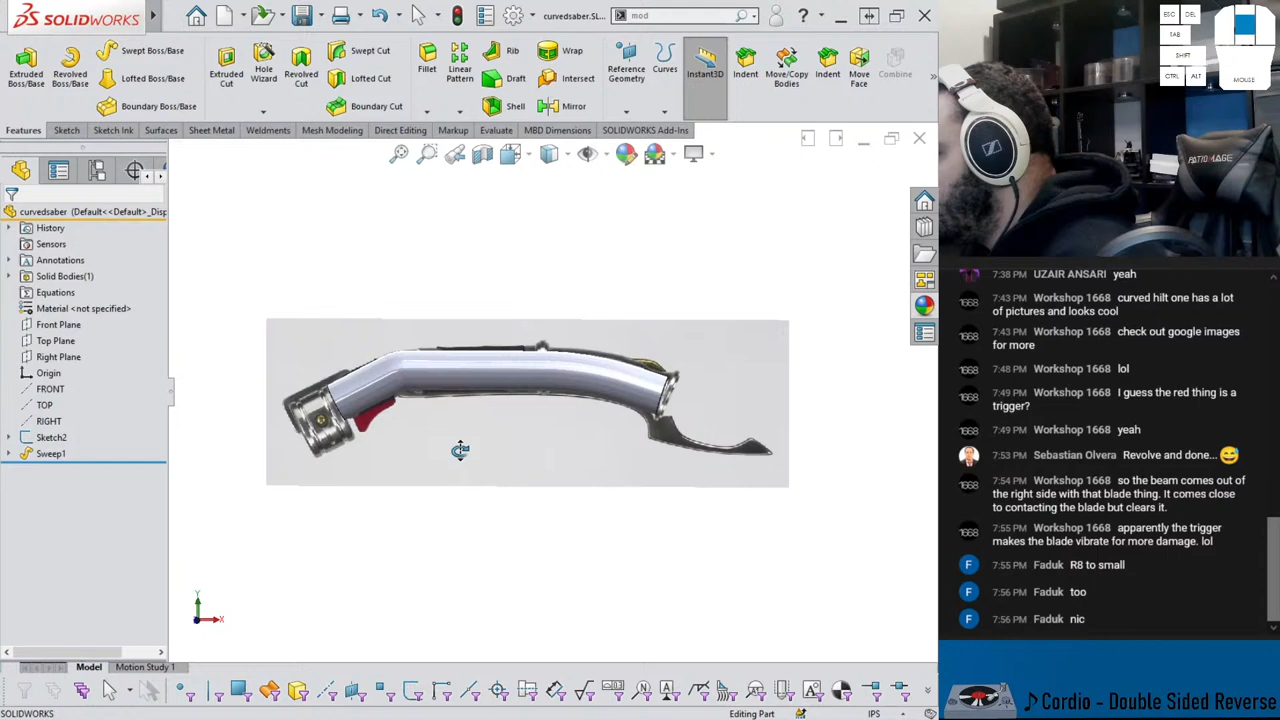 SOLIDWORKS
curvedsaber.SL...
mod
Extruded Boss/Base
Revolved Boss/Base
Swept Boss/Base
Lofted Boss/Base
Boundary Boss/Base
Extruded Cut
Hole Wizard
Revolved Cut
Swept Cut
Lofted Cut
Boundary Cut
Fillet
Linear Pattern
Rib
Draft
Shell
Wrap
Intersect
Mirror
Reference Geometry
Curves
Instant3D
Indent
Move/Copy Bodies
Indent
Move Face
Combine
Features
Sketch
Sketch Ink
Surfaces
Sheet Metal
Weldments
Mesh Modeling
Direct Editing
Markup
Evaluate
MBD Dimensions
SOLIDWORKS Add-Ins
curvedsaber (Default<<Default>_Disp
History
Sensors
Annotations
Solid Bodies(1)
Equations
Material <not specified>
Front Plane
Top Plane
Right Plane
Origin
FRONT
TOP
RIGHT
Sketch2
Sweep1
Y
X
Model
Motion Study 1
SOLIDWORKS
Editing Part
IPS
ESC
DEL
TAB
SHIFT
CTRL
ALT
MOUSE
7:38 PM UZAIR ANSARI yeah
7:43 PM Workshop 1668 curved hilt one has a lot
of pictures and looks cool
7:43 PM Workshop 1668 check out google images
for more
7:48 PM Workshop 1668 lol
7:49 PM Workshop 1668 I guess the red thing is a
trigger?
7:49 PM Workshop 1668 yeah
7:53 PM Sebastian Olvera Revolve and done...
7:54 PM Workshop 1668 so the beam comes out of
the right side with that blade thing. It comes close
to contacting the blade but clears it.
7:55 PM Workshop 1668 apparently the trigger
makes the blade vibrate for more damage. lol
F 7:55 PM Faduk R8 to small
F 7:56 PM Faduk too
F 7:56 PM Faduk nic
Cordio - Double Sided Reverse